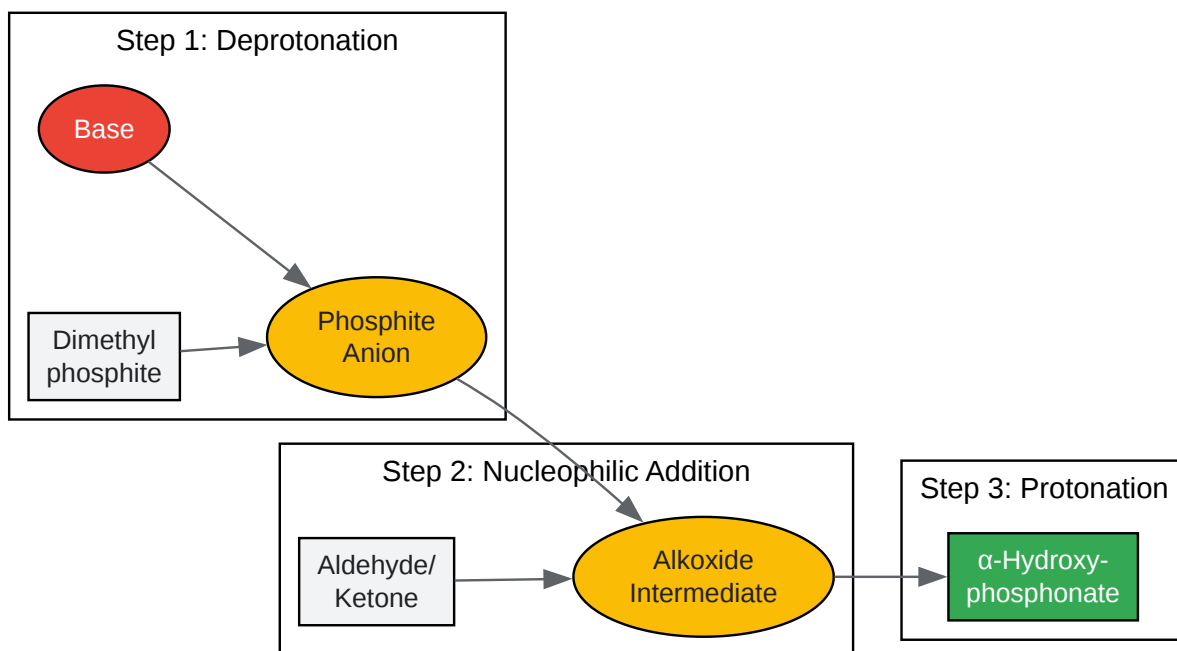 Step 1: Deprotonation
Base
Dimethyl
phosphite
Phosphite
Anion
Step 2: Nucleophilic Addition
Aldehyde/
Ketone
Alkoxide
Intermediate
Step 3: Protonation
α-Hydroxy-
phosphonate